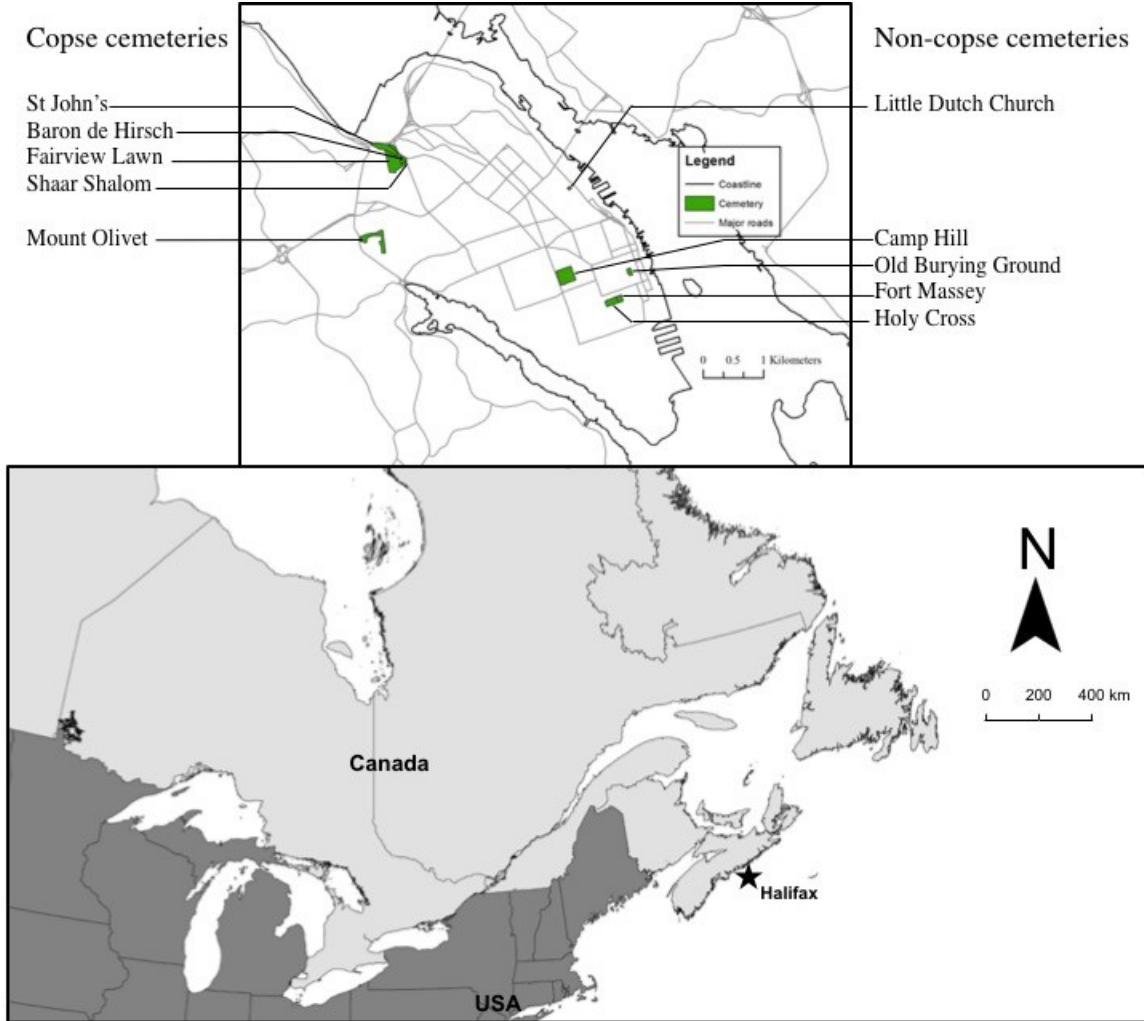 Copse cemeteries
St John's
Baron de Hirsch
Fairview Lawn
Shaar Shalom
Mount Olivet
Non-copse cemeteries
Little Dutch Church
Legend
Coastline
Cemetery
Major roads
Camp Hill
Old Burying Ground
Fort Massey
Holy Cross
0 0.5 1 Kilometers
N
0 200 400 km
Canada
Halifax
USA